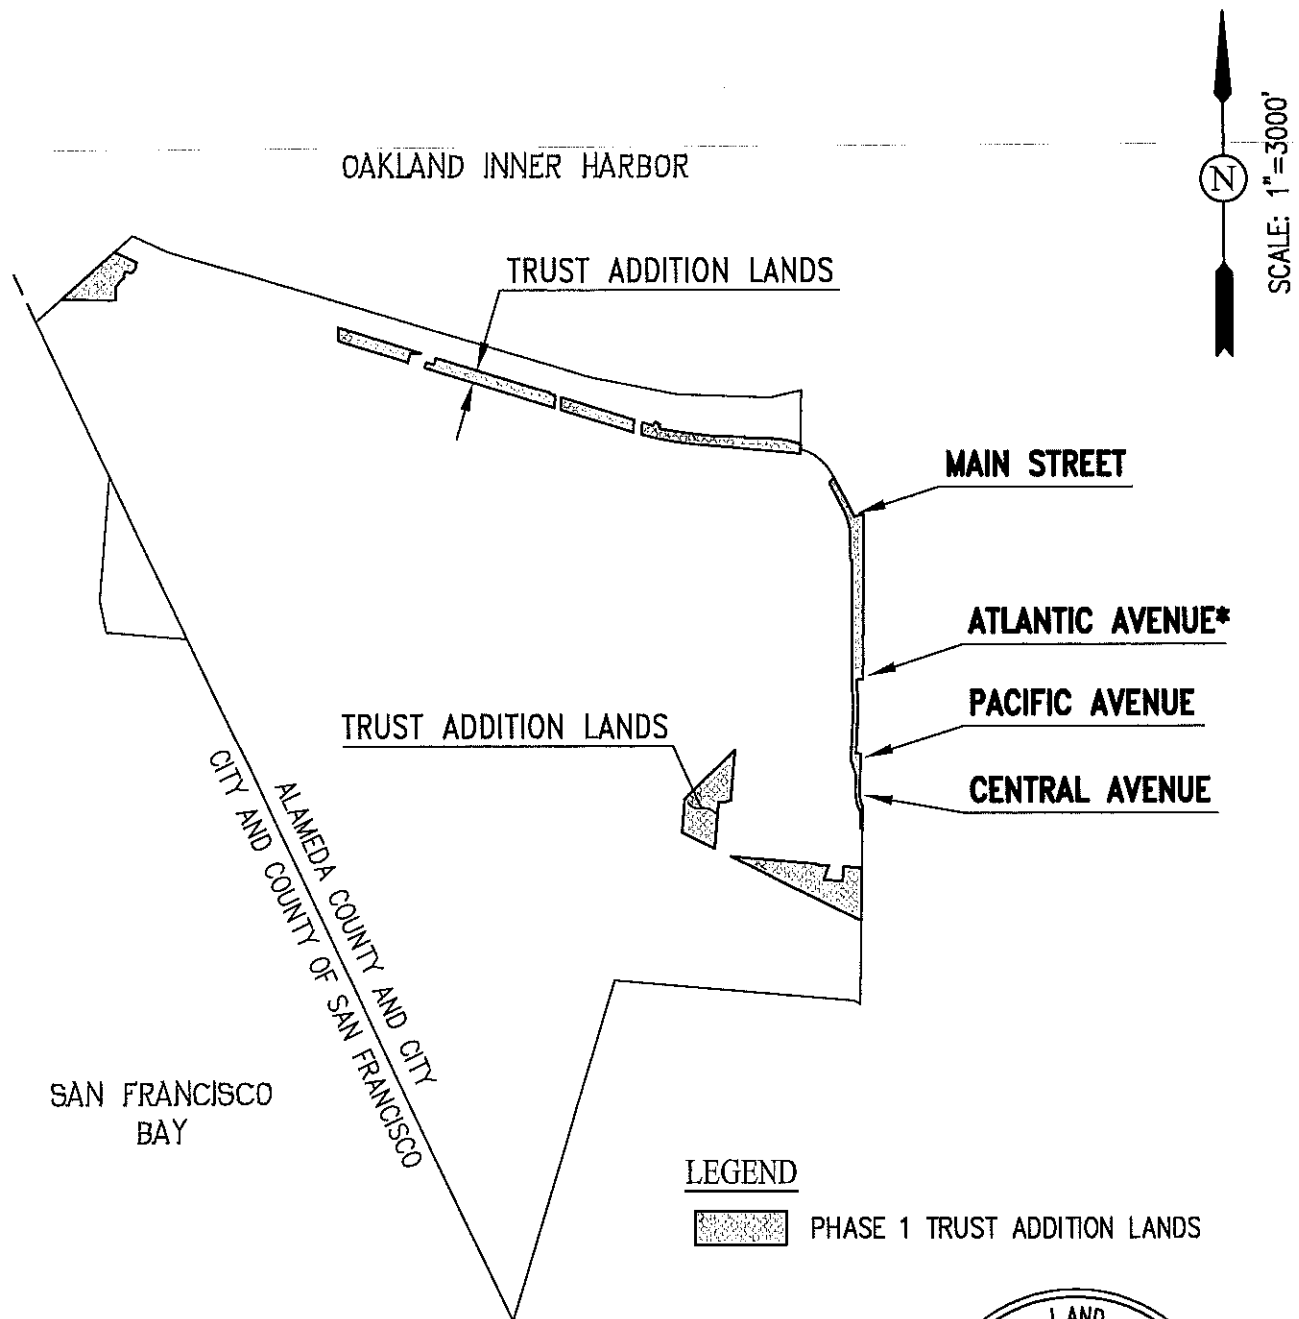 OAKLAND INNER HARBOR
N
SCALE: 1"=3000'
TRUST ADDITION LANDS
MAIN STREET
ATLANTIC AVENUE*
TRUST ADDITION LANDS
PACIFIC AVENUE
CENTRAL AVENUE
ALAMEDA COUNTY AND CITY
CITY AND COUNTY OF SAN FRANCISCO
SAN FRANCISCO
BAY
LEGEND
PHASE 1 TRUST ADDITION LANDS
LAND